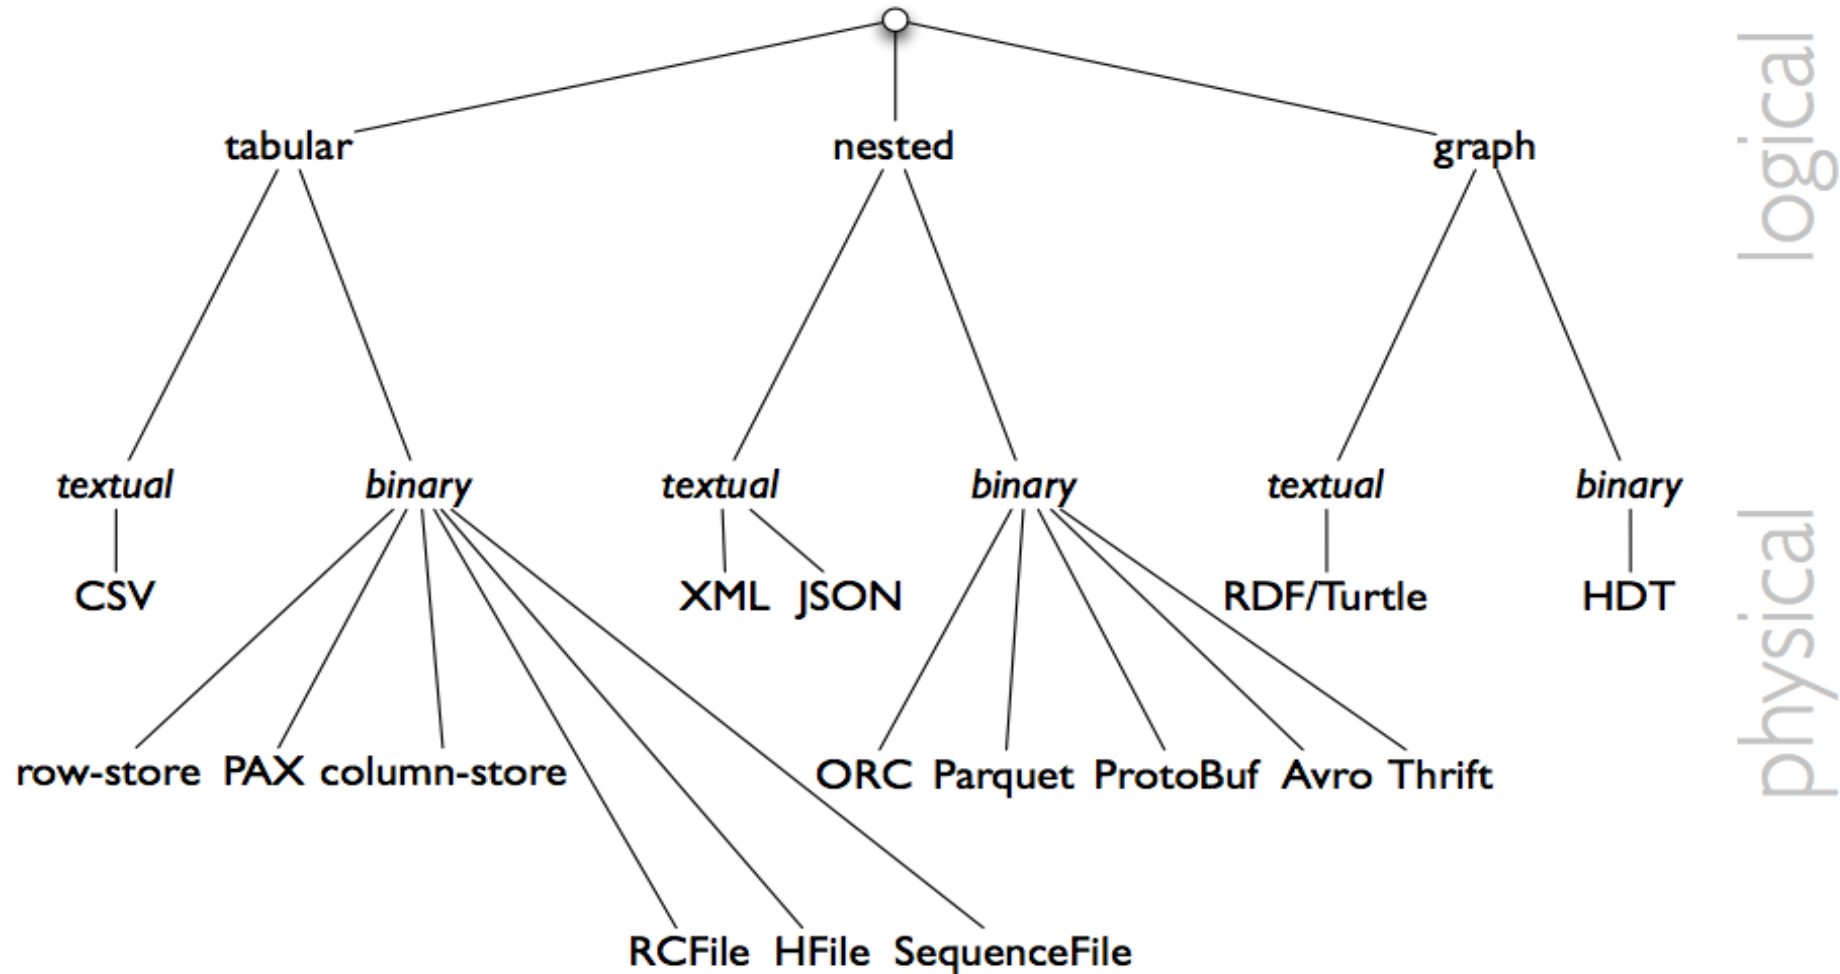 tabular nested graph
textual binary textual binary textual binary
CSV XML JSON RDF/Turtle HDT
row-store PAX column-store ORC Parquet ProtoBuf Avro Thrift
RCFile HFile SequenceFile
logical
physical